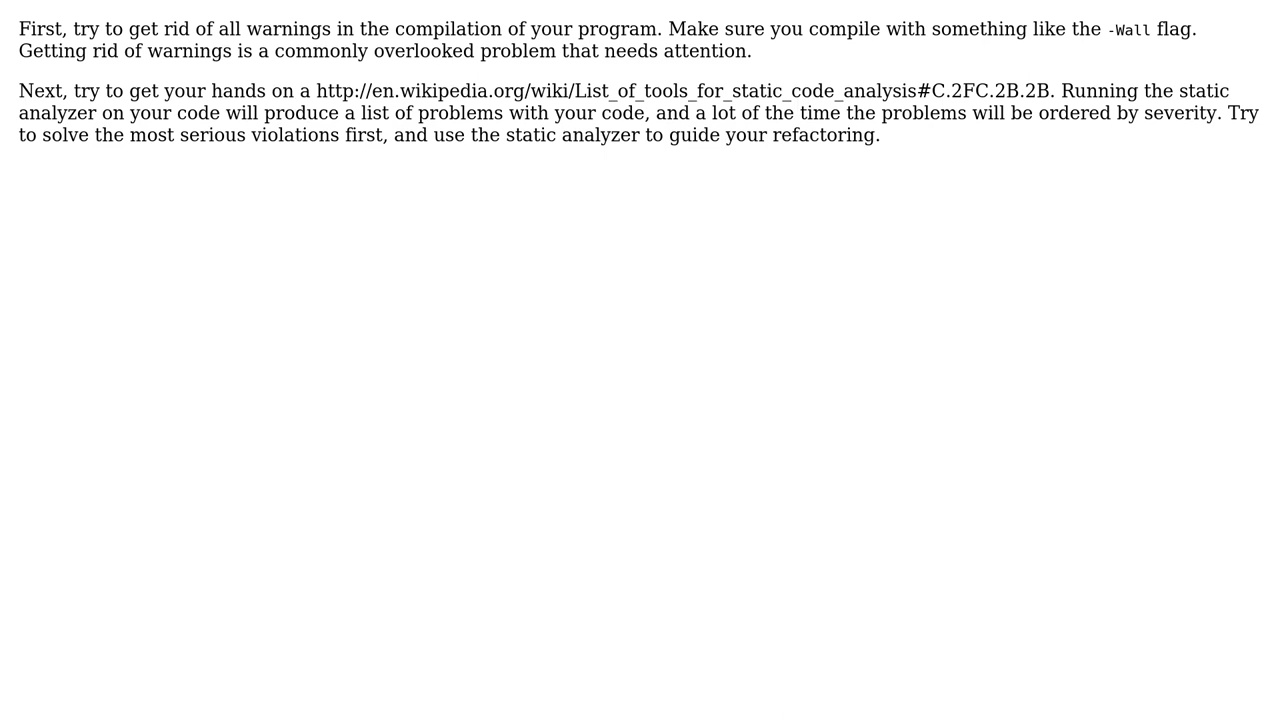 First, try to get rid of all warnings in the compilation of your program. Make sure you compile with something like the -Wall flag.
Getting rid of warnings is a commonly overlooked problem that needs attention.
Next, try to get your hands on a http://en.wikipedia.org/wiki/List_of_tools_for_static_code_analysis#C.2FC.2B.2B. Running the static
analyzer on your code will produce a list of problems with your code, and a lot of the time the problems will be ordered by severity. Try
to solve the most serious violations first, and use the static analyzer to guide your refactoring.